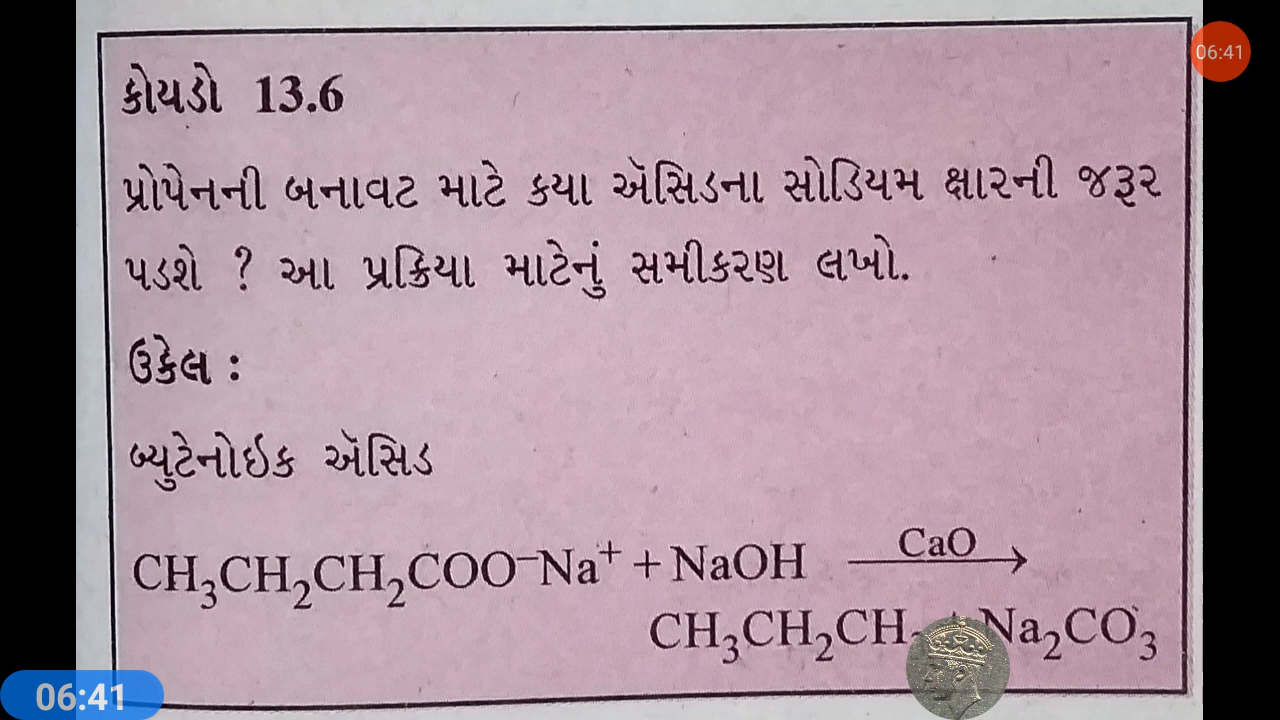 06:41
કોયડો 13.6
પ્રોપેનની બનાવટ માટે કયા ઍસિડના સોડિયમ ક્ષારની જરૂર
પડશે ? આ પ્રક્રિયા માટેનું સમીકરણ લખો.
ઉકેલ :
બ્યુટેનોઇક ઍસિડ
CH₃CH₂CH₂COO⁻Na⁺ + NaOH CaO →
CH₃CH₂CH Na₂CO₃
06:41